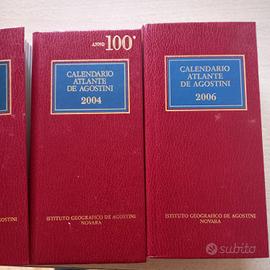 ANNO 100°
CALENDARIO
ATLANTE
DE AGOSTINI
2004
ISTITUTO GEOGRAFICO DE AGOSTINI
NOVARA
CALENDARIO
ATLANTE
DE AGOSTINI
2006
ISTITUTO GEOGRAFICO DE AGOSTINI
NOVARA
AGOSTINI
subito